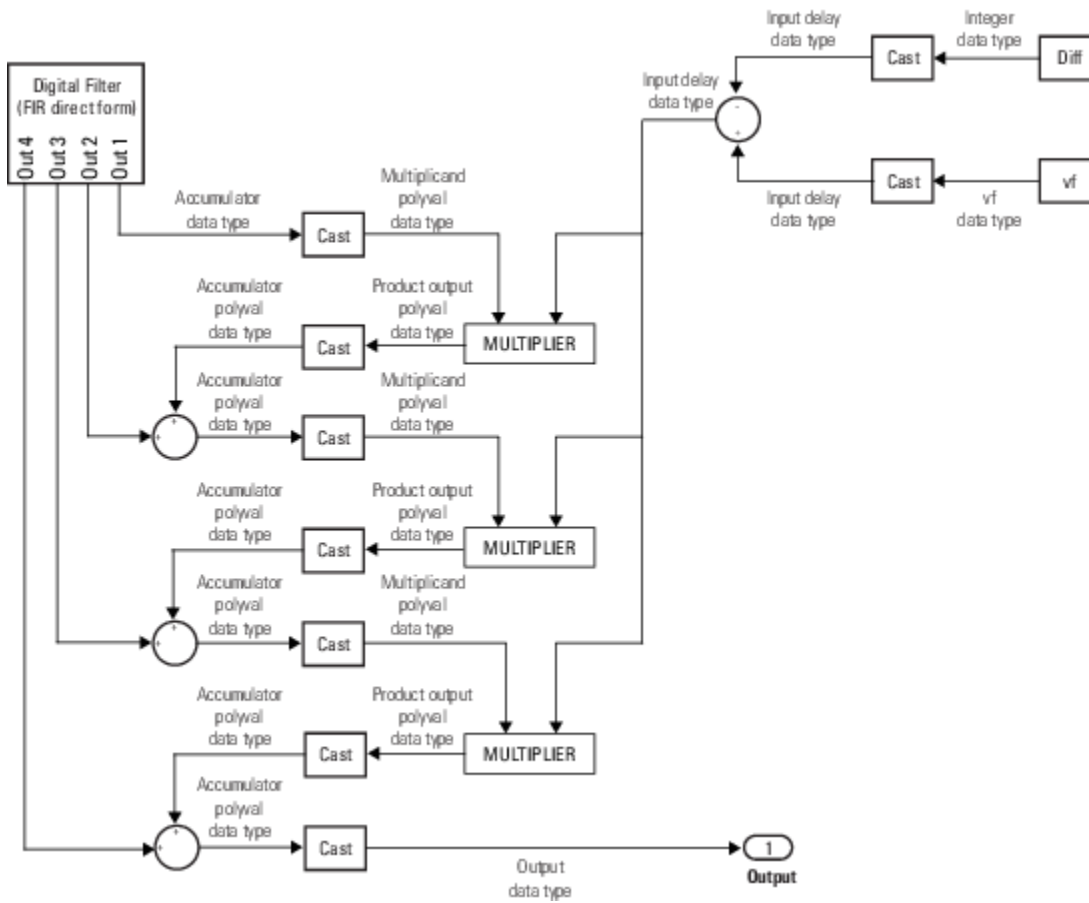 Input delay
data type
Integer
data type
Cast
Diff
Input delay
data type
-
+
Digital Filter
(FIR direct form)
Out 4
Out 3
Out 2
Out 1
Cast
vf
Input delay
data type
vf
data type
Accumulator
data type
Multiplicand
polyval
data type
Cast
Accumulator
polyval
data type
Product output
polyval
data type
Cast
MULTIPLIER
Accumulator
polyval
data type
Multiplicand
polyval
data type
+
+
Cast
Accumulator
polyval
data type
Product output
polyval
data type
Cast
MULTIPLIER
Accumulator
polyval
data type
Multiplicand
polyval
data type
+
+
Cast
Accumulator
polyval
data type
Product output
polyval
data type
Cast
MULTIPLIER
Accumulator
polyval
data type
+
+
Cast
Output
data type
1
Output